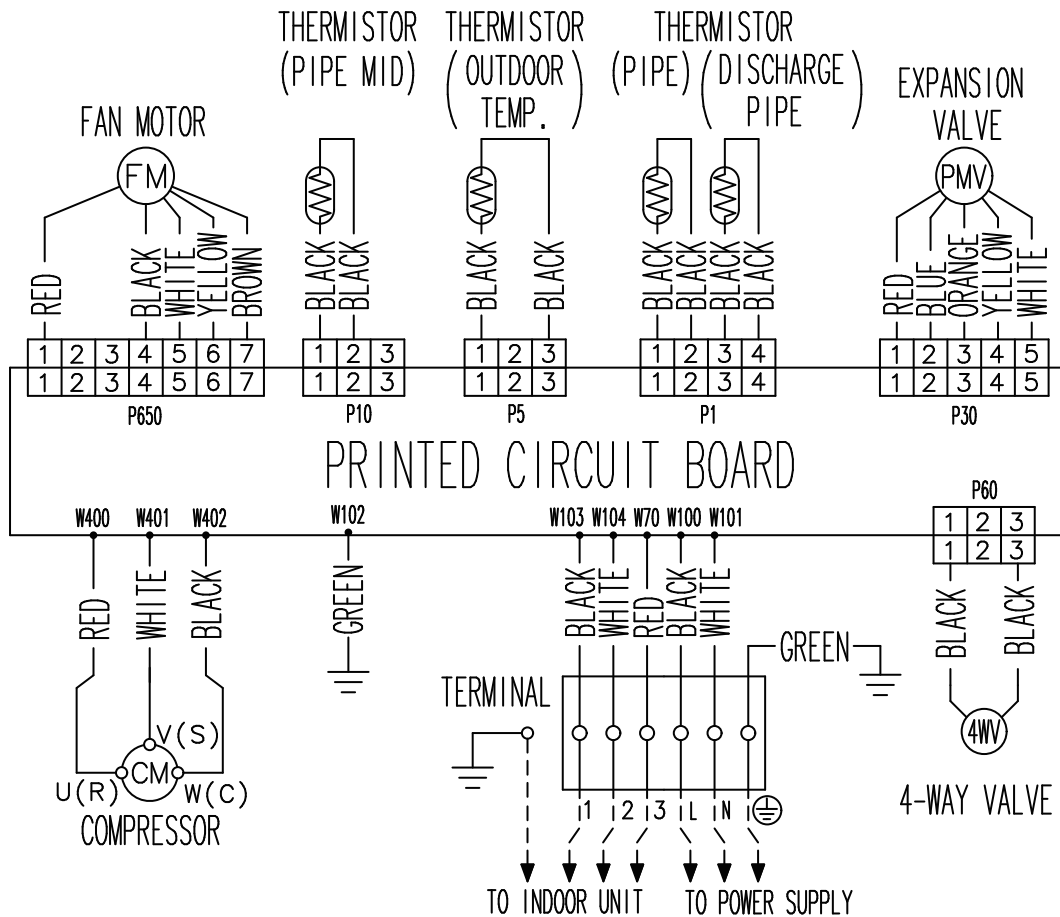 THERMISTOR THERMISTOR THERMISTOR
(PIPE MID) (OUTDOOR TEMP.) (PIPE) (DISCHARGE PIPE)
EXPANSION
VALVE
FAN MOTOR
FM
PMV
RED BLACK WHITE YELLOW BROWN
BLACK BLACK
BLACK BLACK
BLACK BLACK BLACK BLACK
RED BLUE ORANGE YELLOW WHITE
1 2 3 4 5 6 7
1 2 3 4 5 6 7
P650
1 2 3
1 2 3
P10
1 2 3
1 2 3
P5
1 2 3 4
1 2 3 4
P1
1 2 3 4 5
1 2 3 4 5
P30
PRINTED CIRCUIT BOARD
W400 W401 W402 W102 W103 W104 W70 W100 W101
P60
1 2 3
1 2 3
RED WHITE BLACK
GREEN
BLACK WHITE RED BLACK WHITE
GREEN
BLACK BLACK
TERMINAL
V(S)
CM
U(R) W(C)
COMPRESSOR
4WV
4-WAY VALVE
1 2 3 L N
TO INDOOR UNIT TO POWER SUPPLY